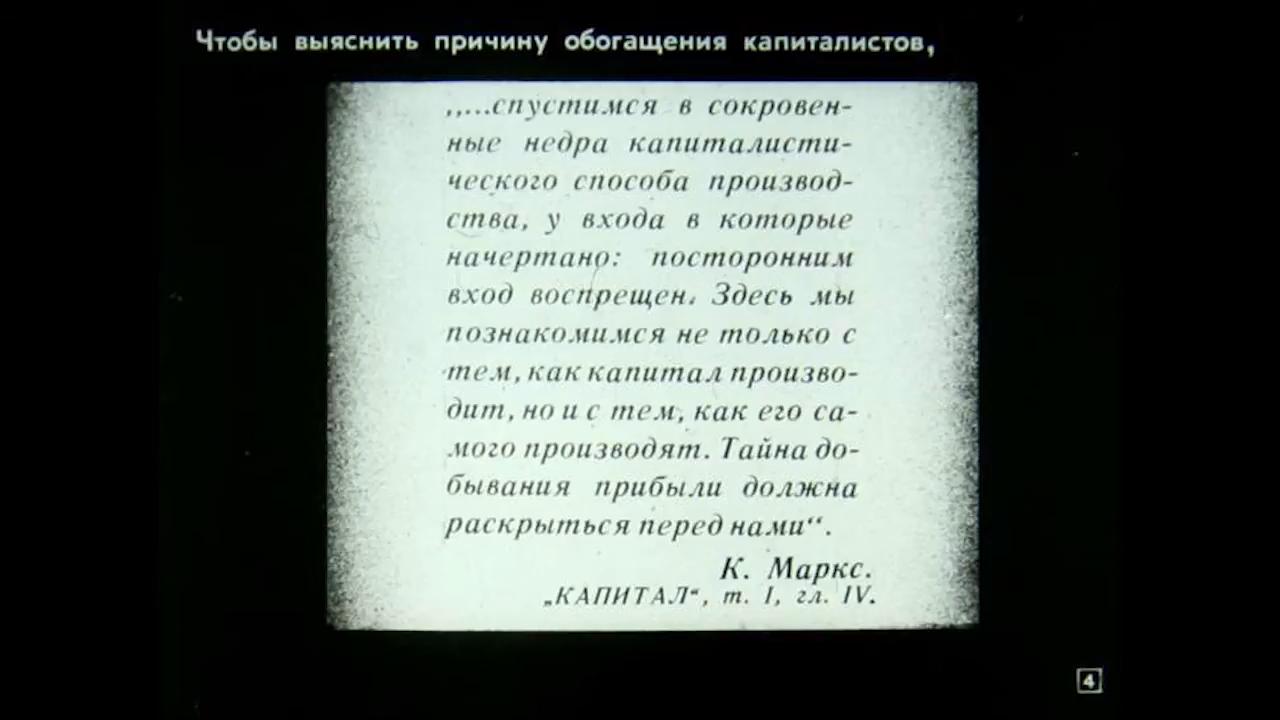 Чтобы выяснить причину обогащения капиталистов,
„...спустимся в сокровен-
ные недра капиталисти-
ческого способа производ-
ства, у входа в которые
начертано: посторонним
вход воспрещен. Здесь мы
познакомимся не только с
тем, как капитал произво-
дит, но и с тем, как его са-
мого производят. Тайна до-
бывания прибыли должна
раскрыться перед нами“.
К. Маркс.
„КАПИТАЛ“, т. I, гл. IV.
4